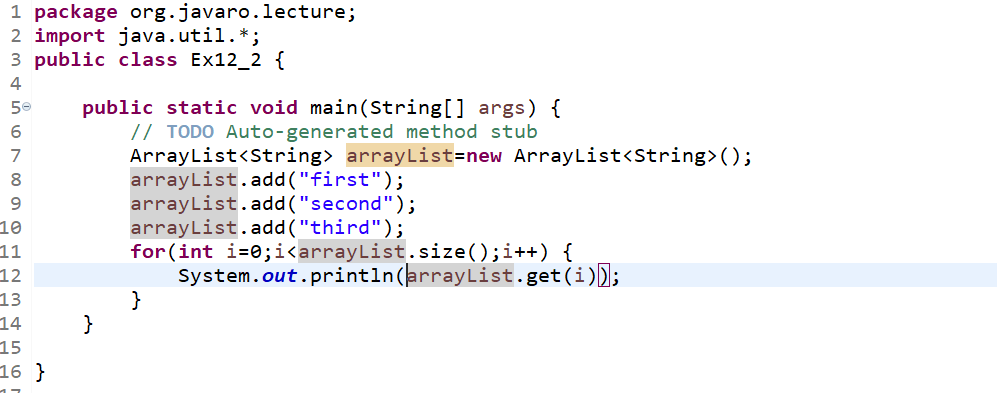 1 package org.javaro.lecture;
2 import java.util.*;
3 public class Ex12_2 {
4
5 public static void main(String[] args) {
6 // TODO Auto-generated method stub
7 ArrayList<String> arrayList=new ArrayList<String>();
8 arrayList.add("first");
9 arrayList.add("second");
10 arrayList.add("third");
11 for(int i=0;i<arrayList.size();i++) {
12 System.out.println(arrayList.get(i));
13 }
14 }
15
16 }